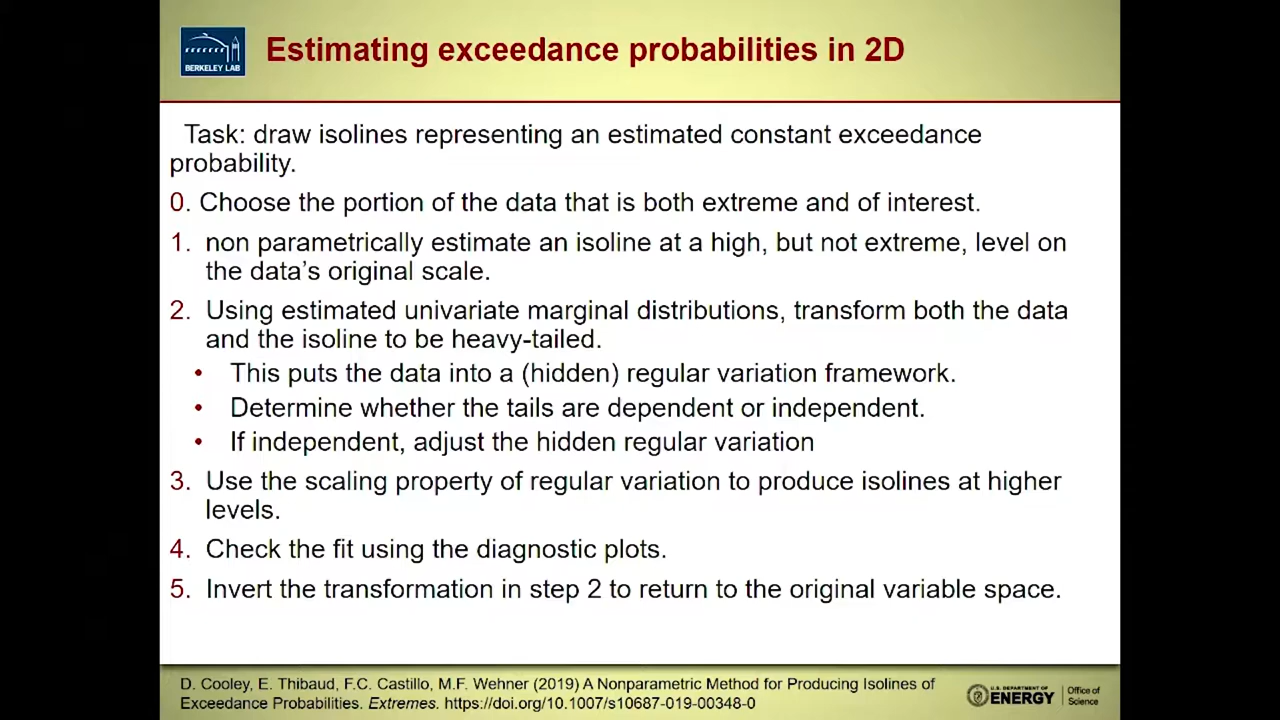 BERKELEY LAB
Estimating exceedance probabilities in 2D
Task: draw isolines representing an estimated constant exceedance
probability.
0. Choose the portion of the data that is both extreme and of interest.
1. non parametrically estimate an isoline at a high, but not extreme, level on
the data's original scale.
2. Using estimated univariate marginal distributions, transform both the data
and the isoline to be heavy-tailed.
• This puts the data into a (hidden) regular variation framework.
• Determine whether the tails are dependent or independent.
• If independent, adjust the hidden regular variation
3. Use the scaling property of regular variation to produce isolines at higher
levels.
4. Check the fit using the diagnostic plots.
5. Invert the transformation in step 2 to return to the original variable space.
D. Cooley, E. Thibaud, F.C. Castillo, M.F. Wehner (2019) A Nonparametric Method for Producing Isolines of
Exceedance Probabilities. Extremes. https://doi.org/10.1007/s10687-019-00348-0
U.S. DEPARTMENT OF
ENERGY
Office of
Science